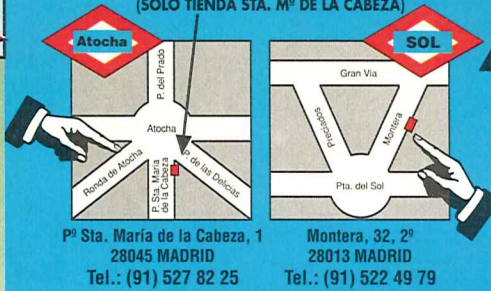 (SOLO TIENDA STA. Mº DE LA CABEZA)
Atocha
P. del Prado
Atocha
Ronda de Atocha
P. Sta. María
de la Cabeza
P. de las Delicias
Pº Sta. María de la Cabeza, 1
28045 MADRID
Tel.: (91) 527 82 25
SOL
Gran Via
Preciados
Montera
Pta. del Sol
Montera, 32, 2º
28013 MADRID
Tel.: (91) 522 49 79